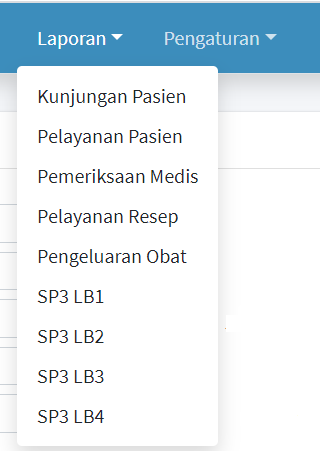 Laporan Pengaturan
Kunjungan Pasien
Pelayanan Pasien
Pemeriksaan Medis
Pelayanan Resep
Pengeluaran Obat
SP3 LB1
SP3 LB2
SP3 LB3
SP3 LB4